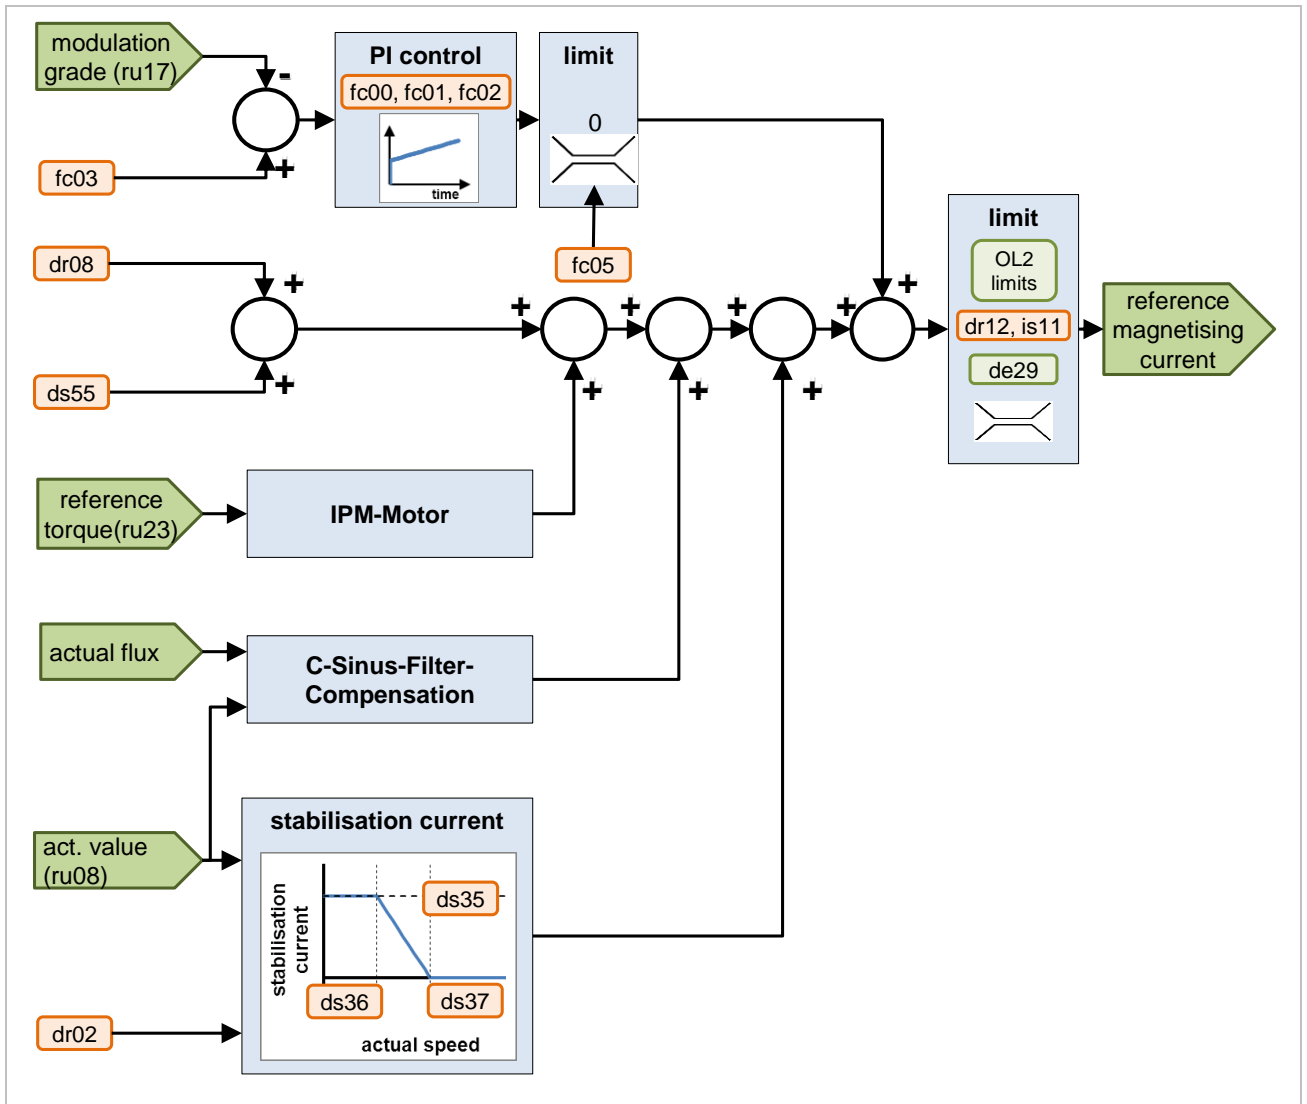 modulation
grade (ru17)
-
+
fc03
PI control
fc00, fc01, fc02
time
limit
0
fc05
dr08
+
ds55
+
+
+
+
+
+
+
+
+
limit
OL2
limits
dr12, is11
de29
reference
magnetising
current
reference
torque(ru23)
IPM-Motor
actual flux
C-Sinus-Filter-
Compensation
act. value
(ru08)
stabilisation current
stabilisation
current
ds35
ds36
ds37
actual speed
dr02